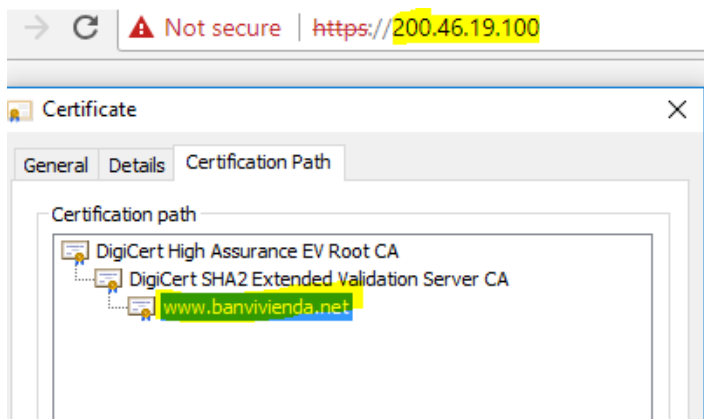 Not secure | https://200.46.19.100
Certificate
General Details Certification Path
Certification path
DigiCert High Assurance EV Root CA
DigiCert SHA2 Extended Validation Server CA
www.banvivienda.net